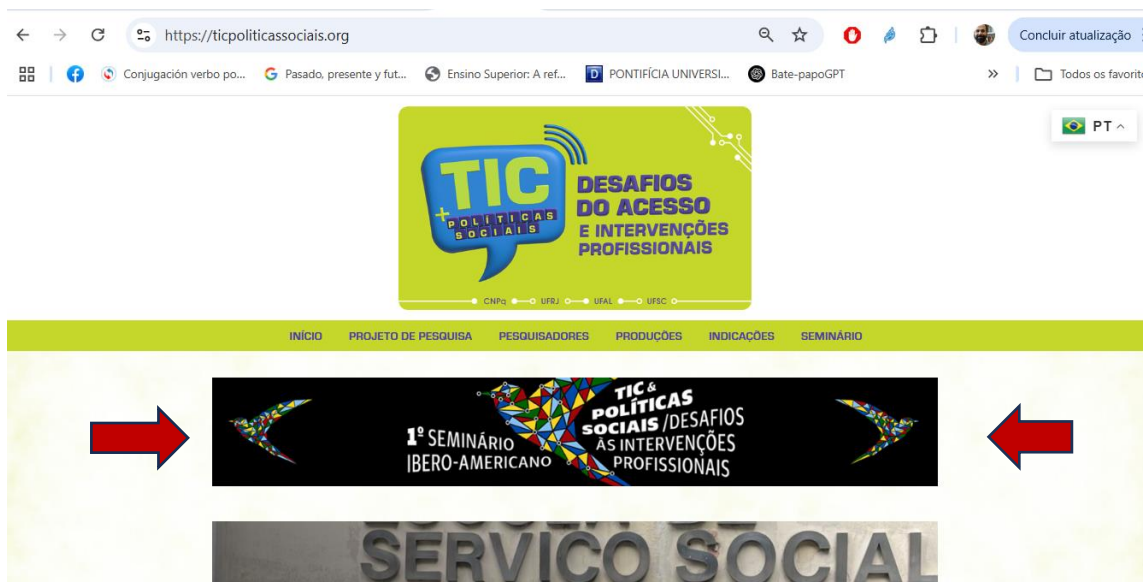 https://ticpoliticassociais.org
Concluir atualização
Conjugación verbo po...
Pasado, presente y fut...
Ensino Superior: A ref...
PONTIFÍCIA UNIVERSI...
Bate-papoGPT
»
Todos os favorit
PT
TIC
+ POLÍTICAS
SOCIAIS
DESAFIOS
DO ACESSO
E INTERVENÇÕES
PROFISSIONAIS
CNPq UFRJ UFAL UFSC
INÍCIO PROJETO DE PESQUISA PESQUISADORES PRODUÇÕES INDICAÇÕES SEMINÁRIO
1º SEMINÁRIO
IBERO-AMERICANO
TIC &
POLÍTICAS
SOCIAIS / DESAFIOS
ÀS INTERVENÇÕES
PROFISSIONAIS
SERVIÇO SOCIAL